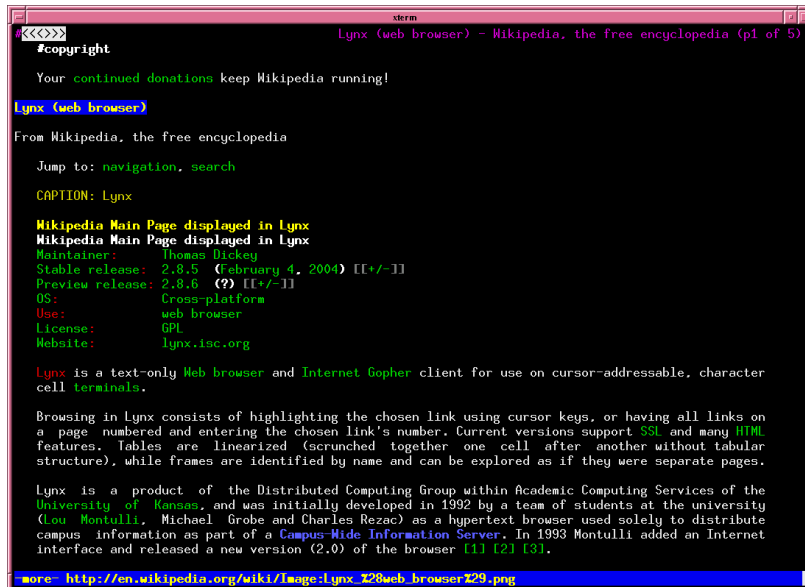 xterm
#<<<>>> Lynx (web browser) - Wikipedia, the free encyclopedia (p1 of 5)
#copyright
Your continued donations keep Wikipedia running!
Lynx (web browser)
From Wikipedia, the free encyclopedia
Jump to: navigation, search
CAPTION: Lynx
Wikipedia Main Page displayed in Lynx
Wikipedia Main Page displayed in Lynx
Maintainer: Thomas Dickey
Stable release: 2.8.5 (February 4, 2004) [[+/-]]
Preview release: 2.8.6 (?) [[+/-]]
OS: Cross-platform
Use: web browser
License: GPL
Website: lynx.isc.org
Lynx is a text-only Web browser and Internet Gopher client for use on cursor-addressable, character
cell terminals.
Browsing in Lynx consists of highlighting the chosen link using cursor keys, or having all links on
a page numbered and entering the chosen link's number. Current versions support SSL and many HTML
features. Tables are linearized (scrunched together one cell after another without tabular
structure), while frames are identified by name and can be explored as if they were separate pages.
Lynx is a product of the Distributed Computing Group within Academic Computing Services of the
University of Kansas, and was initially developed in 1992 by a team of students at the university
(Lou Montulli, Michael Grobe and Charles Rezac) as a hypertext browser used solely to distribute
campus information as part of a Campus-Wide Information Server. In 1993 Montulli added an Internet
interface and released a new version (2.0) of the browser [1] [2] [3].
-more- http://en.wikipedia.org/wiki/Image:Lynx_%28web_browser%29.png